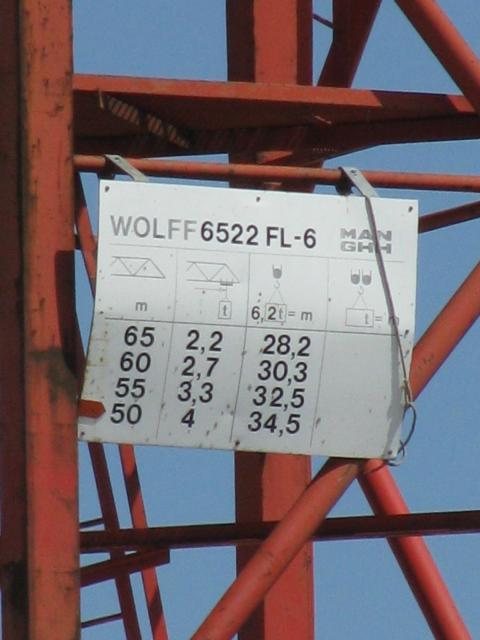 WOLFF 6522 FL-6 MAN
GHH
m t 6,2t = m t = m
65 2,2 28,2
60 2,7 30,3
55 3,3 32,5
50 4 34,5